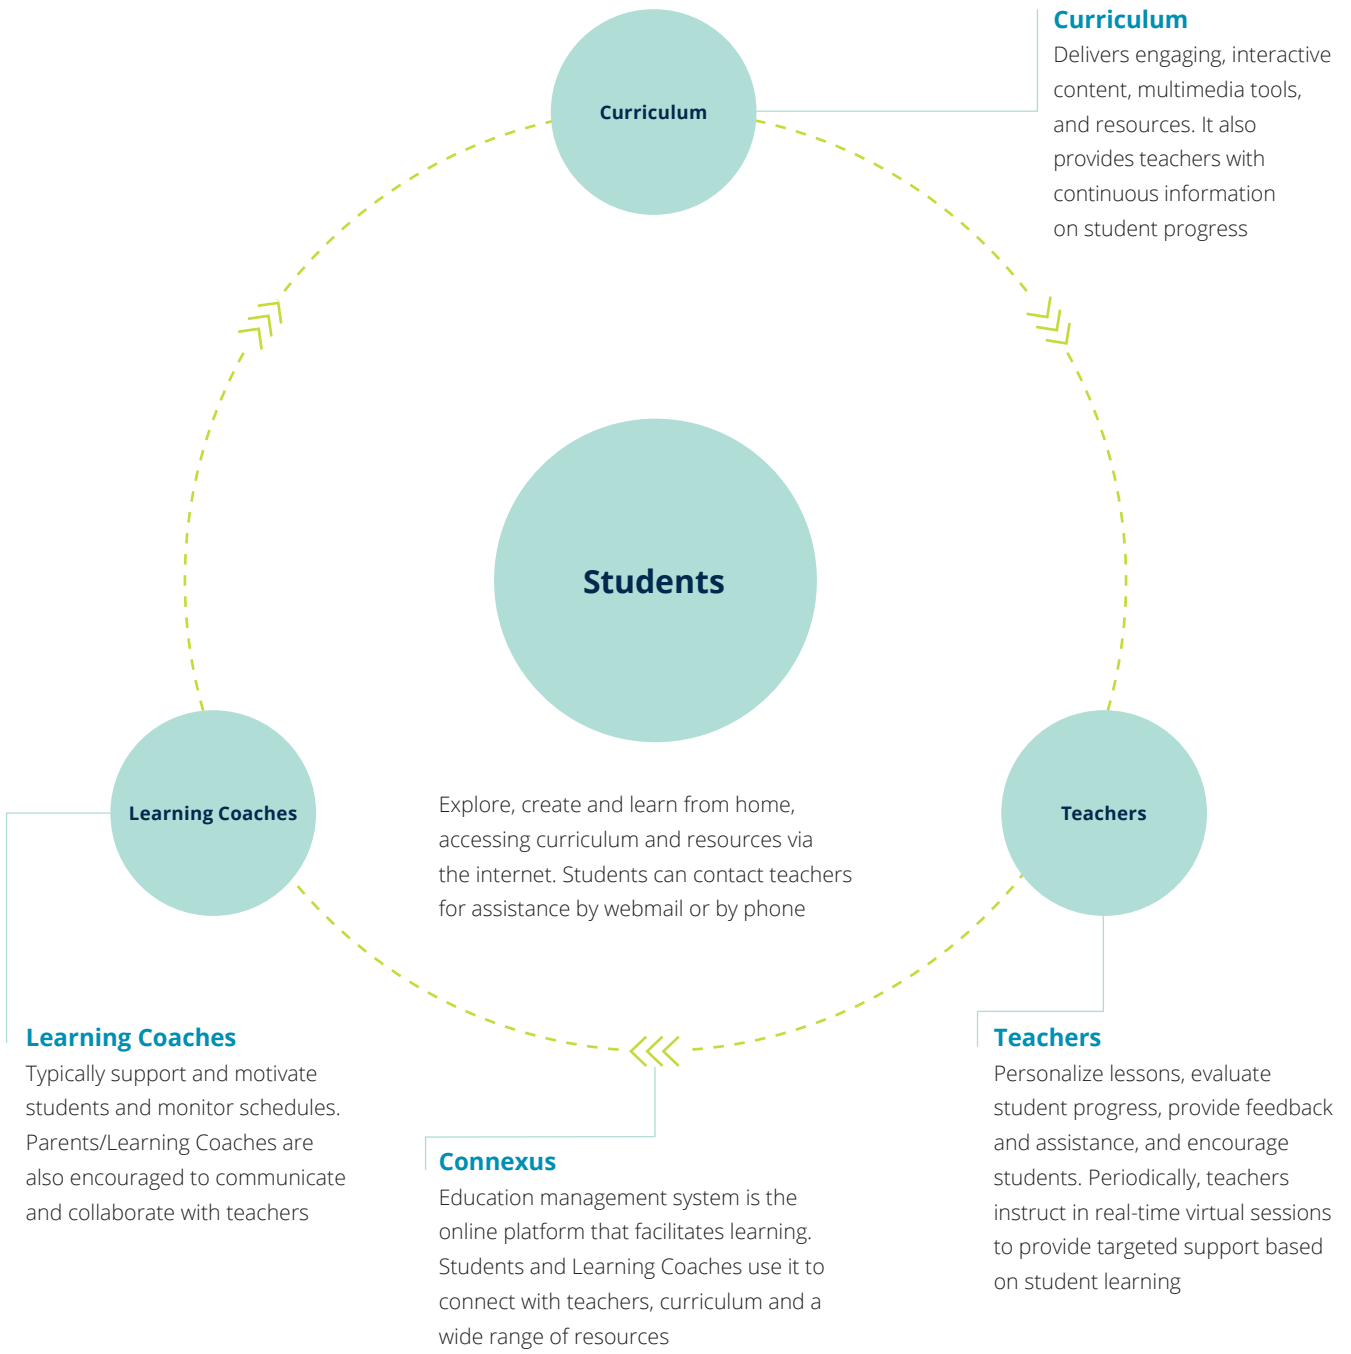 Curriculum
Curriculum
Delivers engaging, interactive
content, multimedia tools,
and resources. It also
provides teachers with
continuous information
on student progress
Students
Explore, create and learn from home,
accessing curriculum and resources via
the internet. Students can contact teachers
for assistance by webmail or by phone
Learning Coaches
Teachers
Learning Coaches
Typically support and motivate
students and monitor schedules.
Parents/Learning Coaches are
also encouraged to communicate
and collaborate with teachers
Connexus
Education management system is the
online platform that facilitates learning.
Students and Learning Coaches use it to
connect with teachers, curriculum and a
wide range of resources
Teachers
Personalize lessons, evaluate
student progress, provide feedback
and assistance, and encourage
students. Periodically, teachers
instruct in real-time virtual sessions
to provide targeted support based
on student learning